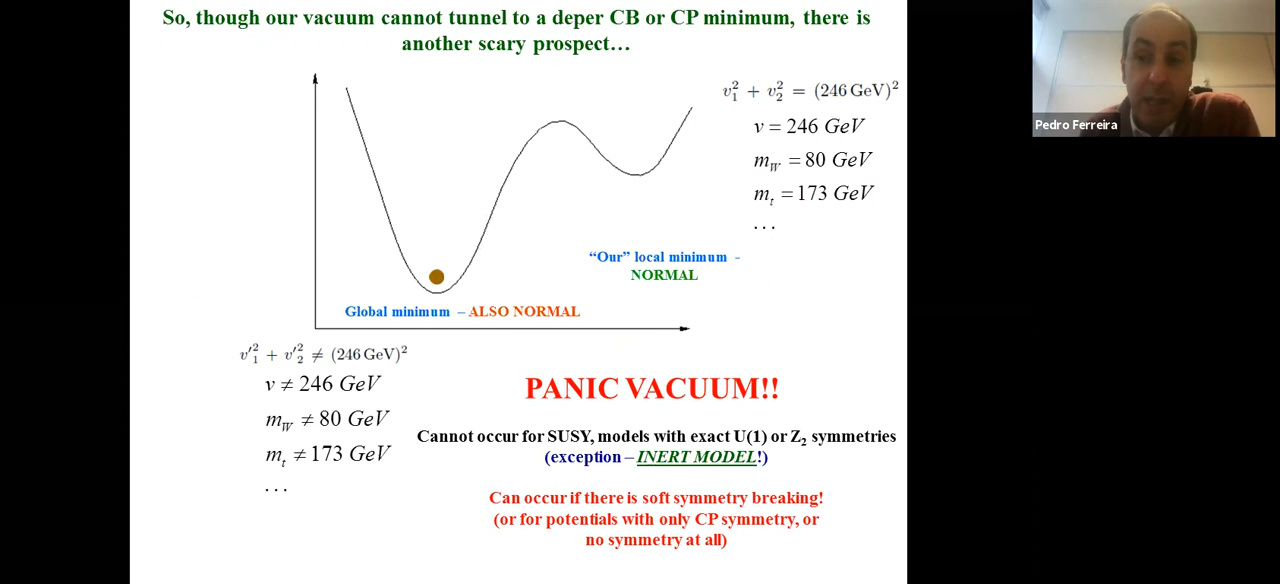 So, though our vacuum cannot tunnel to a deper CB or CP minimum, there is
another scary prospect…
v₁² + v₂² = (246 GeV)²
v = 246 GeV
m_W = 80 GeV
m_t = 173 GeV
...
Pedro Ferreira
“Our” local minimum -
NORMAL
Global minimum – ALSO NORMAL
v′₁² + v′₂² ≠ (246 GeV)²
v ≠ 246 GeV
m_W ≠ 80 GeV
m_t ≠ 173 GeV
...
PANIC VACUUM!!
Cannot occur for SUSY, models with exact U(1) or Z₂ symmetries
(exception – INERT MODEL!)
Can occur if there is soft symmetry breaking!
(or for potentials with only CP symmetry, or
no symmetry at all)